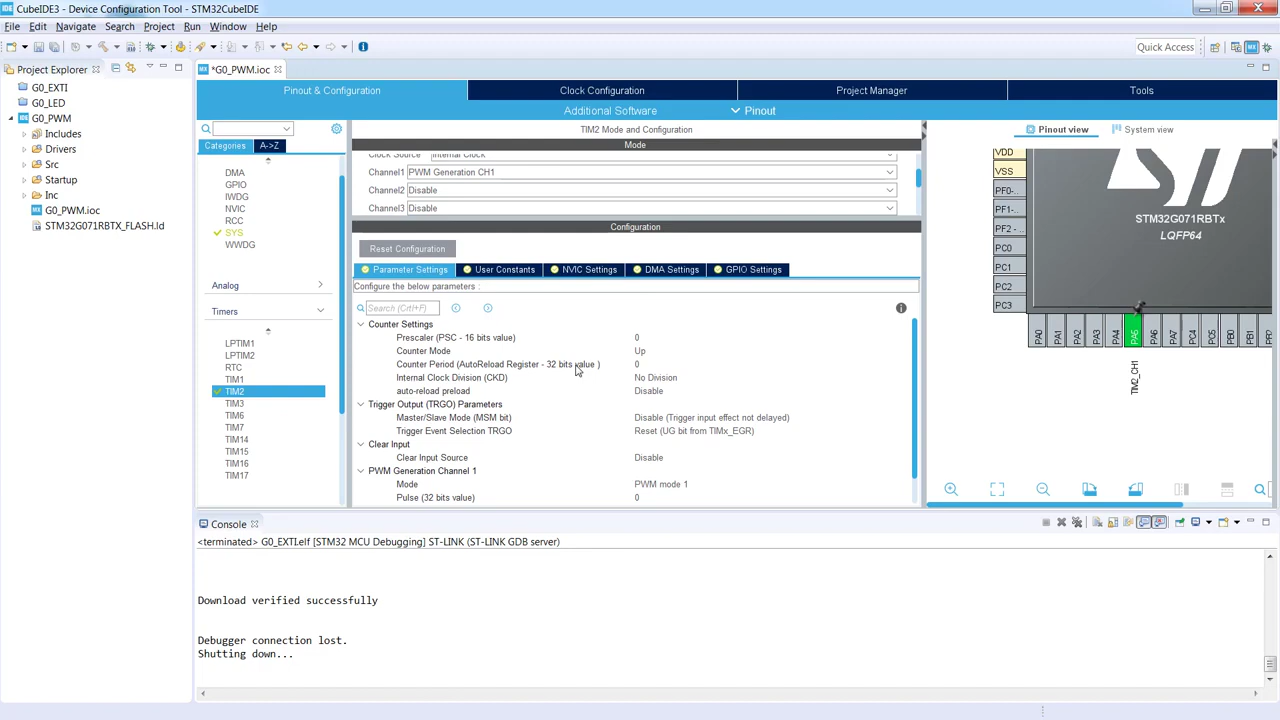 IDE CubeIDE3 - Device Configuration Tool - STM32CubeIDE
File Edit Navigate Search Project Run Window Help
Quick Access
Project Explorer
G0_EXTI
G0_LED
G0_PWM
Includes
Drivers
Src
Startup
Inc
G0_PWM.ioc
STM32G071RBTX_FLASH.ld
MX *G0_PWM.ioc
Pinout & Configuration Clock Configuration Project Manager Tools
Additional Software Pinout
Categories A->Z
DMA
GPIO
IWDG
NVIC
RCC
SYS
WWDG
Analog
Timers
LPTIM1
LPTIM2
RTC
TIM1
TIM2
TIM3
TIM6
TIM7
TIM14
TIM15
TIM16
TIM17
TIM2 Mode and Configuration
Mode
Clock Source Internal Clock
Channel1 PWM Generation CH1
Channel2 Disable
Channel3 Disable
Configuration
Reset Configuration
Parameter Settings User Constants NVIC Settings DMA Settings GPIO Settings
Configure the below parameters :
Search (Crtl+F)
Counter Settings
Prescaler (PSC - 16 bits value) 0
Counter Mode Up
Counter Period (AutoReload Register - 32 bits value ) 0
Internal Clock Division (CKD) No Division
auto-reload preload Disable
Trigger Output (TRGO) Parameters
Master/Slave Mode (MSM bit) Disable (Trigger input effect not delayed)
Trigger Event Selection TRGO Reset (UG bit from TIMx_EGR)
Clear Input
Clear Input Source Disable
PWM Generation Channel 1
Mode PWM mode 1
Pulse (32 bits value) 0
Pinout view System view
VDD
VSS
PF0-..
PF1-..
PF2 - ..
PC0
PC1
PC2
PC3
STM32G071RBTx
LQFP64
PA0 PA1 PA2 PA3 PA4 PA5 PA6 PA7 PC4 PC5 PB0 PB1
TIM2_CH1
Console
<terminated> G0_EXTI.elf [STM32 MCU Debugging] ST-LINK (ST-LINK GDB server)
Download verified successfully
Debugger connection lost.
Shutting down...